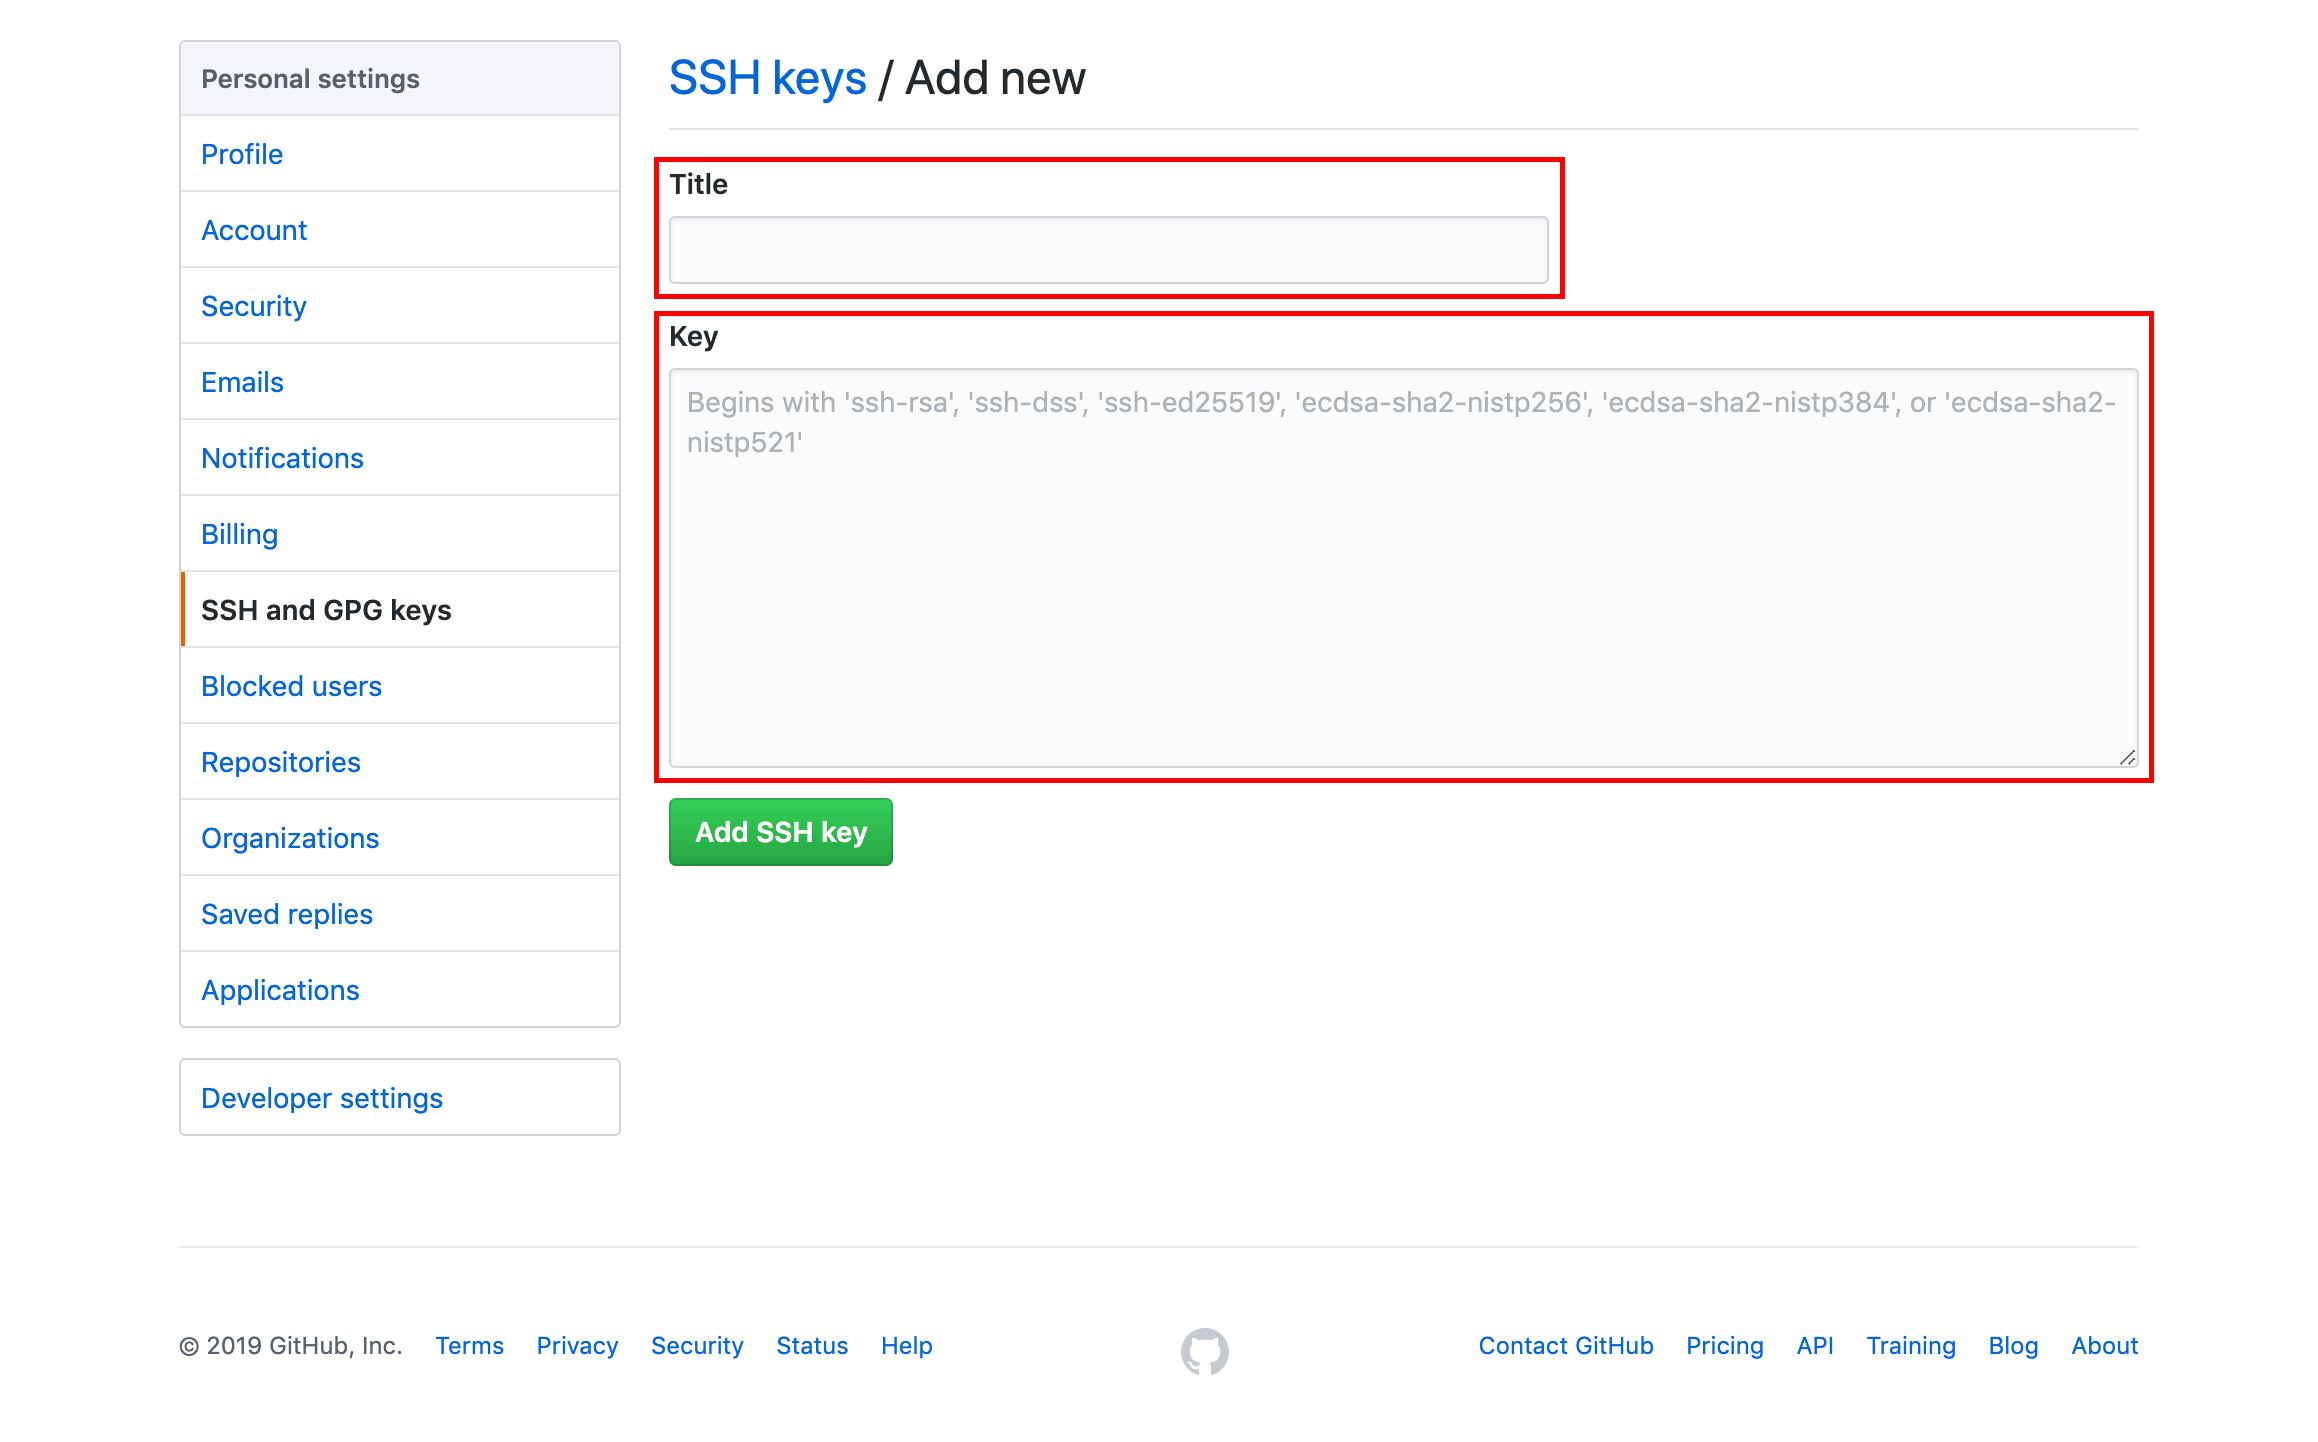 Personal settings
Profile
Account
Security
Emails
Notifications
Billing
SSH and GPG keys
Blocked users
Repositories
Organizations
Saved replies
Applications
Developer settings
SSH keys / Add new
Title
Key
Begins with 'ssh-rsa', 'ssh-dss', 'ssh-ed25519', 'ecdsa-sha2-nistp256', 'ecdsa-sha2-nistp384', or 'ecdsa-sha2-
nistp521'
Add SSH key
© 2019 GitHub, Inc. Terms Privacy Security Status Help Contact GitHub Pricing API Training Blog About